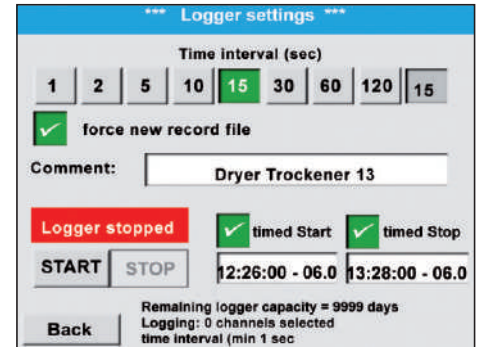 *** Logger settings ***
Time interval (sec)
1 2 5 10 15 30 60 120 15
force new record file
Comment: Dryer Trockener 13
Logger stopped timed Start timed Stop
START STOP 12:26:00 - 06.0 13:28:00 - 06.0
Remaining logger capacity = 9999 days
Back Logging: 0 channels selected
time interval (min 1 sec